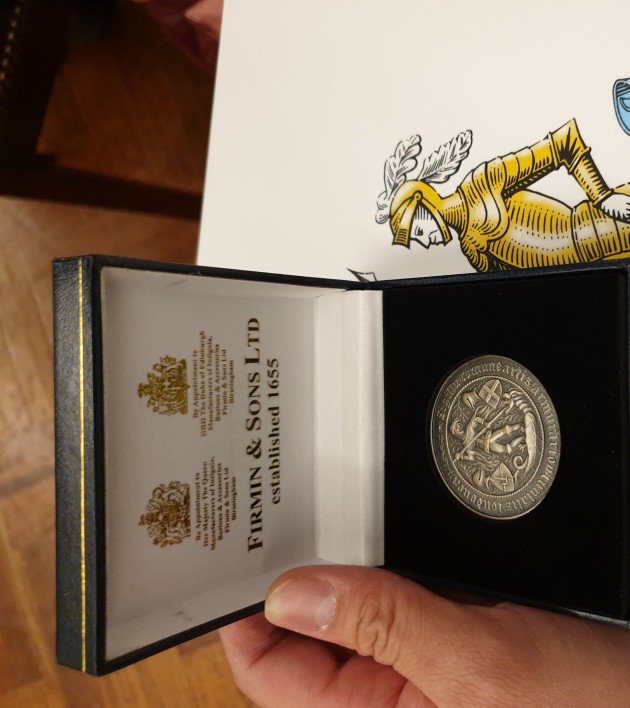 By Appointment to
HRH The Duke of Edinburgh
Manufacturers of Insignia,
Buttons & Accessories
Firmin & Sons Ltd
Birmingham
By Appointment to
Her Majesty The Queen
Manufacturers of Insignia,
Buttons & Accessories
Firmin & Sons Ltd
Birmingham
FIRMIN & SONS LTD
established 1655